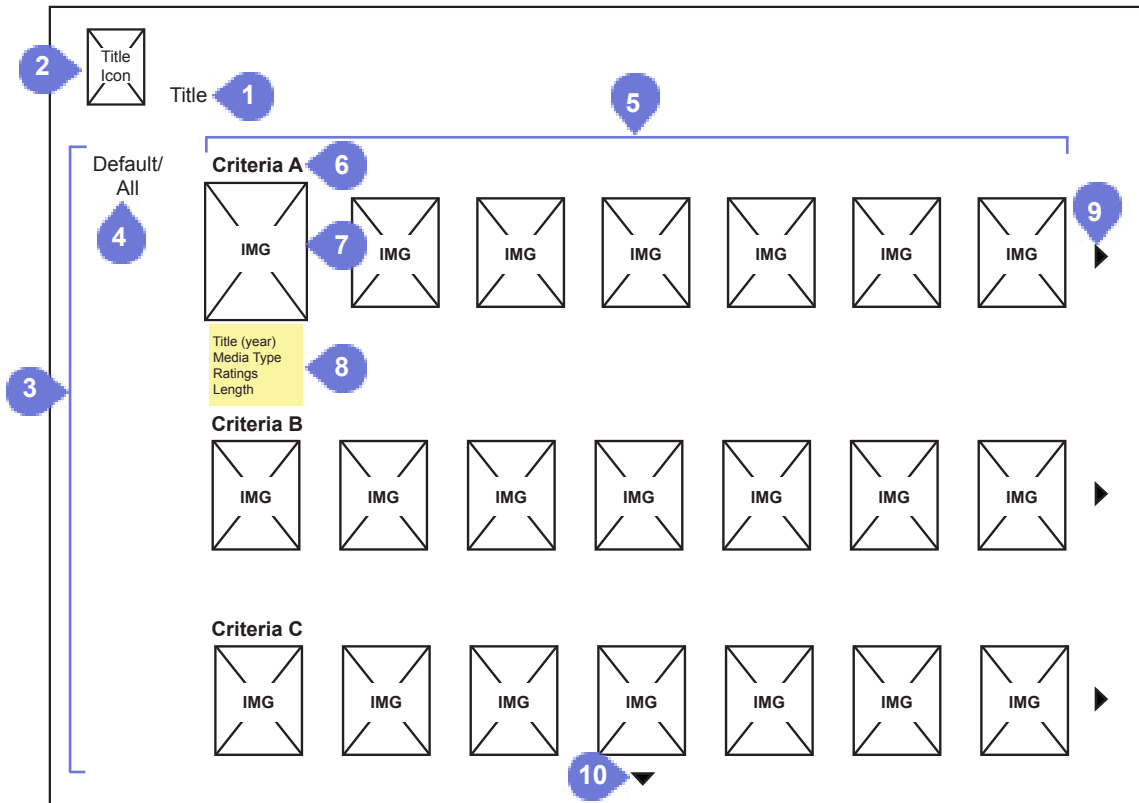 2
Title
Icon
Title
1
5
3
Default/
All
4
Criteria A
6
IMG
7
IMG
IMG
IMG
IMG
IMG
IMG
9
Title (year)
Media Type
Ratings
Length
8
Criteria B
IMG
IMG
IMG
IMG
IMG
IMG
IMG
Criteria C
IMG
IMG
IMG
IMG
IMG
IMG
IMG
10